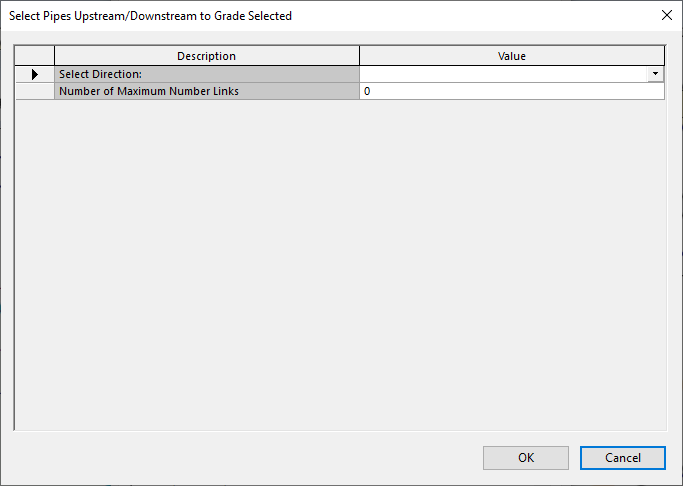 Select Pipes Upstream/Downstream to Grade Selected
Description Value
Select Direction:
Number of Maximum Number Links 0
OK Cancel